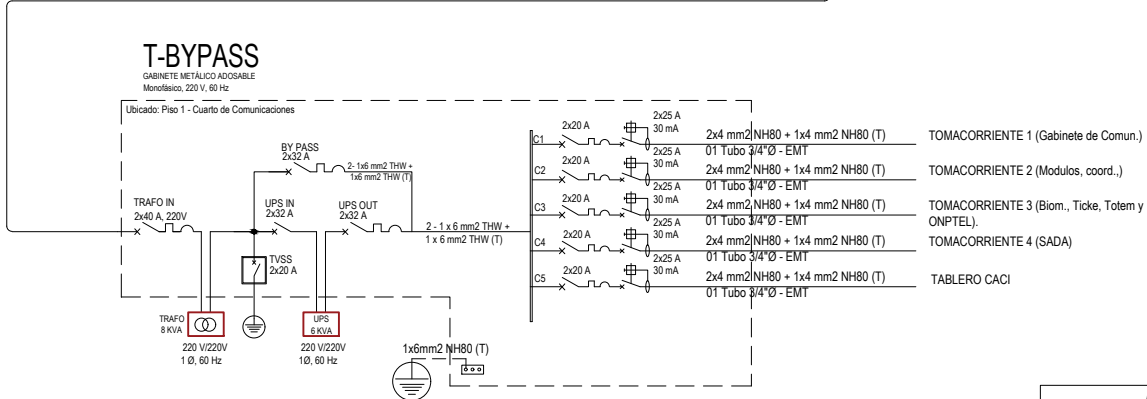 T-BYPASS
GABINETE METÁLICO ADOSABLE
Monofásico, 220 V, 60 Hz
Ubicado: Piso 1 - Cuarto de Comunicaciones
BY PASS
2x32 A
2- 1x6 mm2 THW +
1x6 mm2 THW (T)
TRAFO IN
2x40 A, 220V
UPS IN
2x32 A
UPS OUT
2x32 A
2 - 1 x 6 mm2 THW +
1 x 6 mm2 THW (T)
TVSS
2x20 A
TRAFO
8 KVA
220 V/220V
1 Ø, 60 Hz
UPS
6 KVA
220 V/220V
1Ø, 60 Hz
1x6mm2 NH80 (T)
C1
2x20 A
2x25 A
30 mA
2x4 mm2 NH80 + 1x4 mm2 NH80 (T)
01 Tubo 3/4"Ø - EMT
TOMACORRIENTE 1 (Gabinete de Comun.)
C2
2x20 A
2x25 A
30 mA
2x4 mm2 NH80 + 1x4 mm2 NH80 (T)
01 Tubo 3/4"Ø - EMT
TOMACORRIENTE 2 (Modulos, coord.,)
C3
2x20 A
2x25 A
30 mA
2x4 mm2 NH80 + 1x4 mm2 NH80 (T)
01 Tubo 3/4"Ø - EMT
TOMACORRIENTE 3 (Biom., Ticke, Totem y
ONPTEL).
C4
2x20 A
2x25 A
30 mA
2x4 mm2 NH80 + 1x4 mm2 NH80 (T)
01 Tubo 3/4"Ø - EMT
TOMACORRIENTE 4 (SADA)
C5
2x20 A
2x25 A
30 mA
2x4 mm2 NH80 + 1x4 mm2 NH80 (T)
01 Tubo 3/4"Ø - EMT
TABLERO CACI